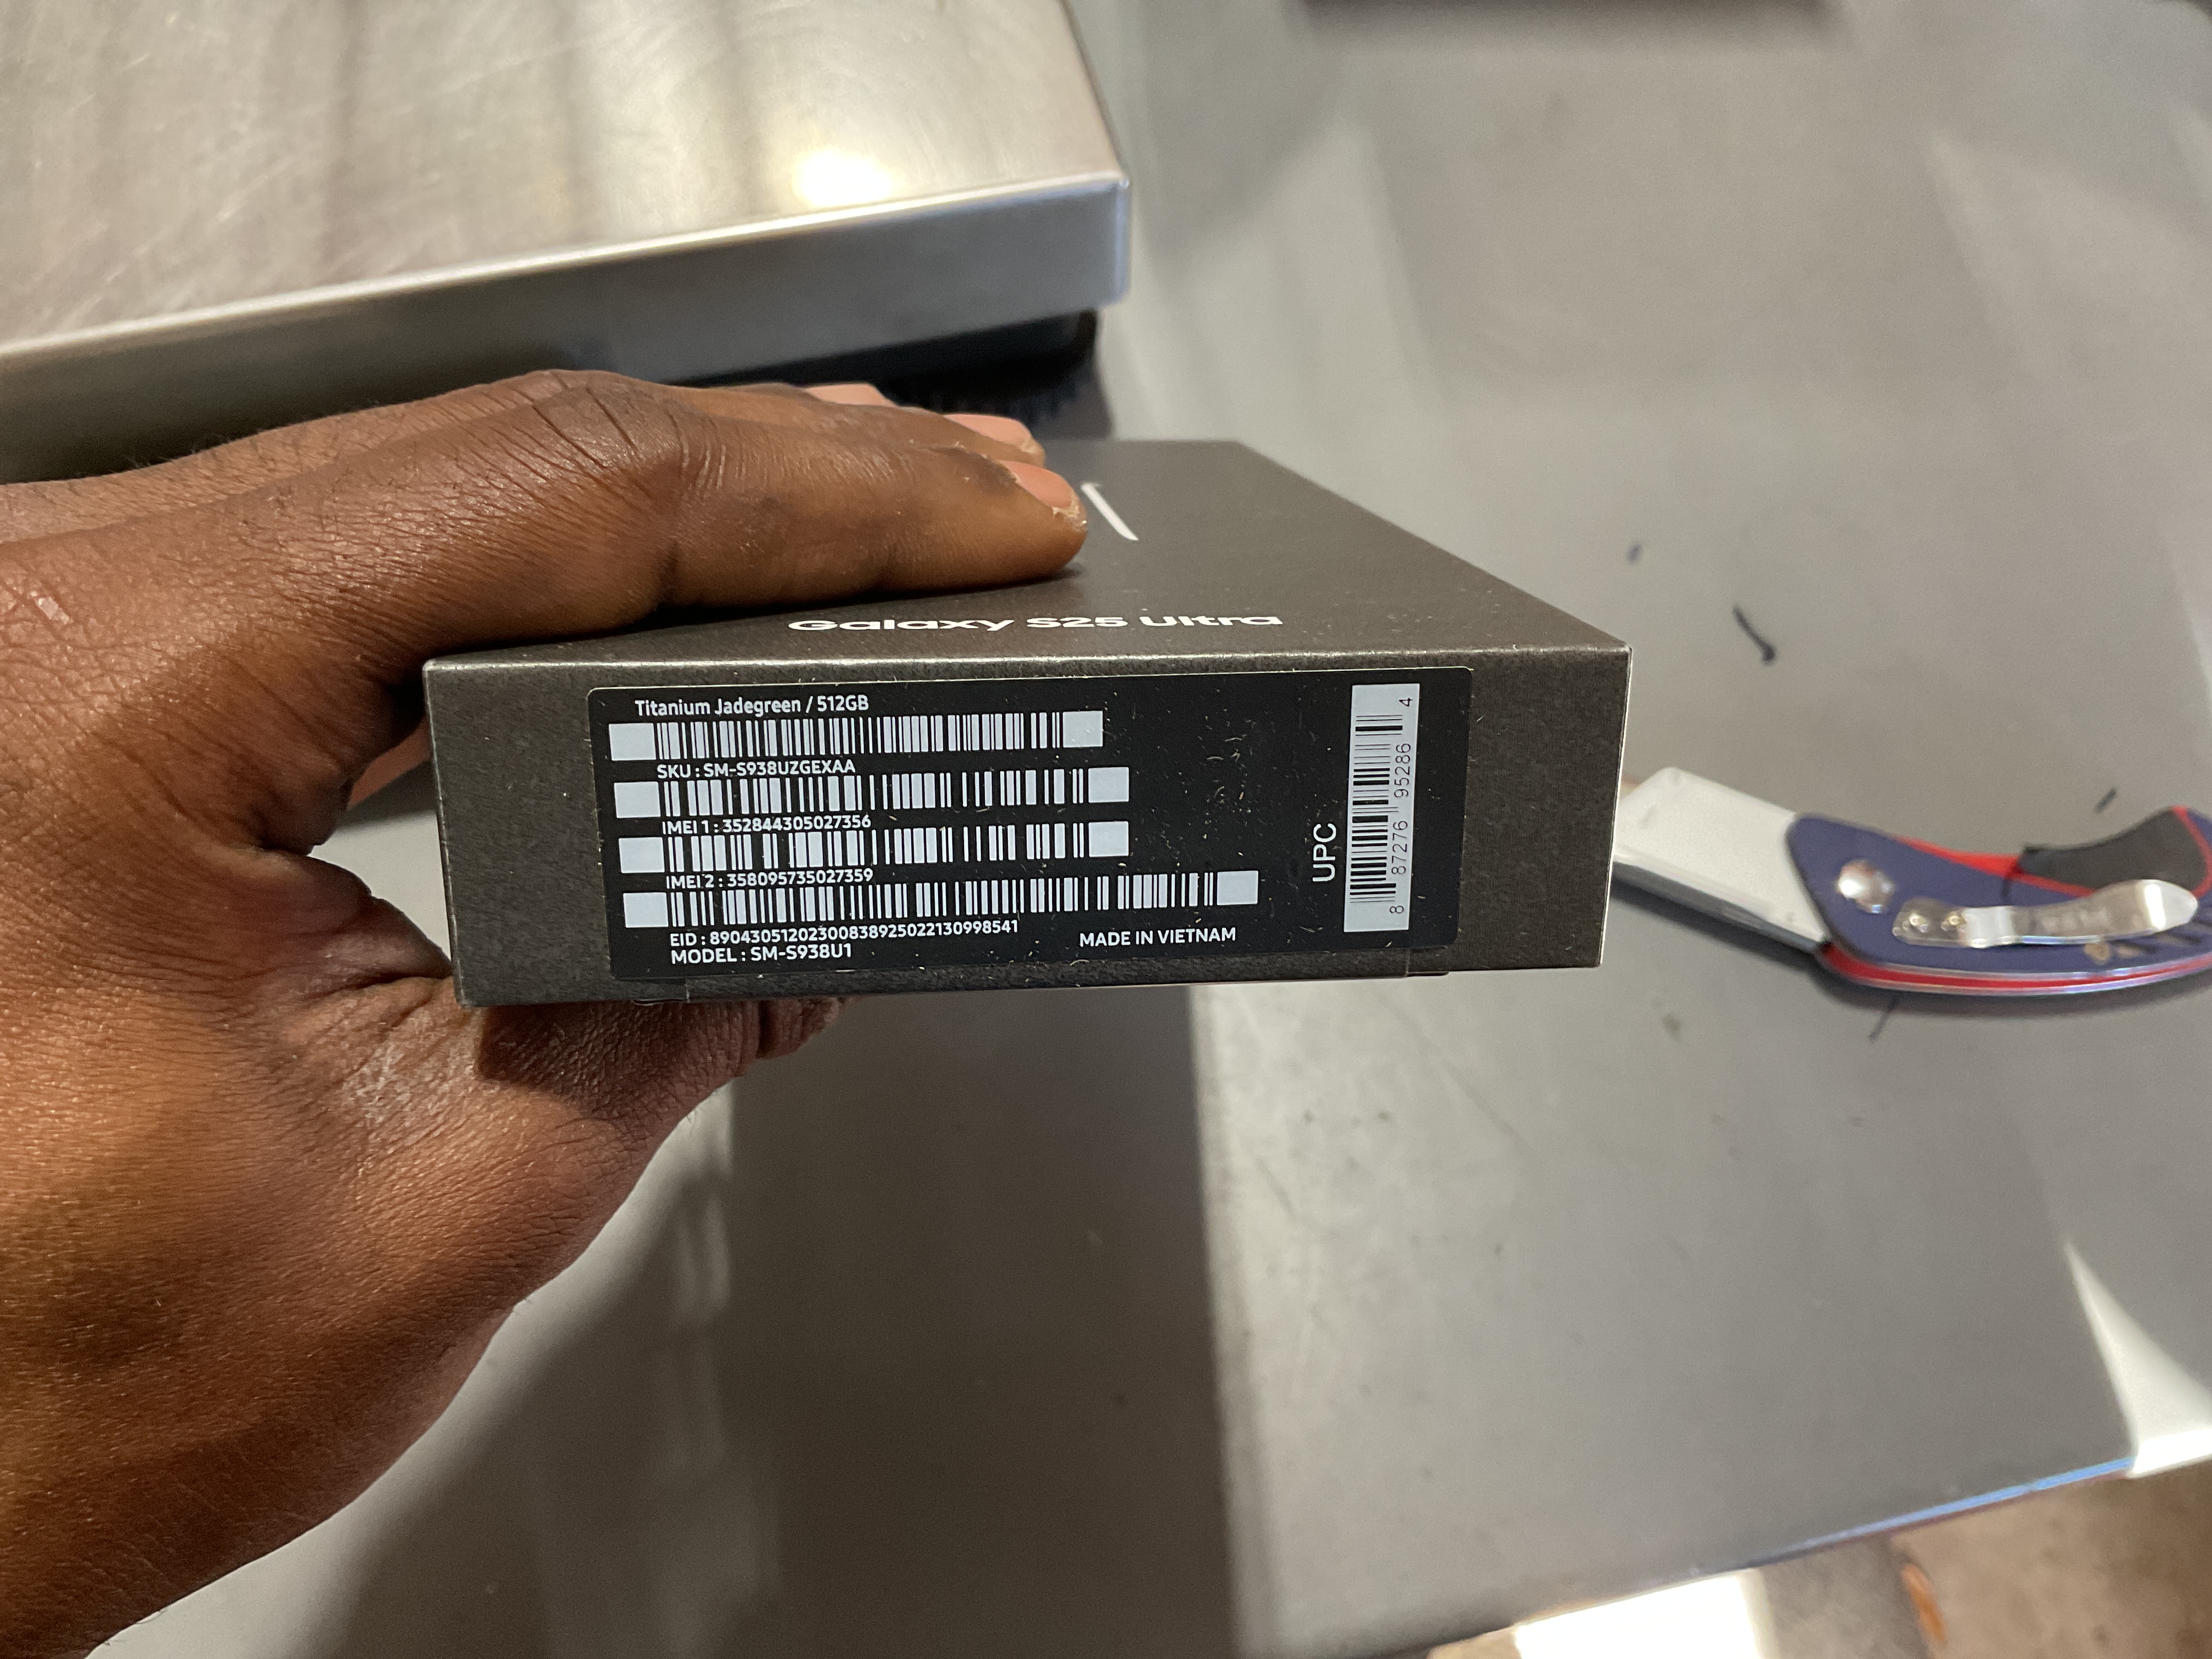 Galaxy S25 Ultra
Titanium Jadegreen / 512GB
SKU : SM-S938UZGEXAA
IMEI 1 : 352844305027356
IMEI 2 : 358095735027359
EID : 89043051202300838925022130998541
MODEL : SM-S938U1
MADE IN VIETNAM
UPC
8 87276 95286 4